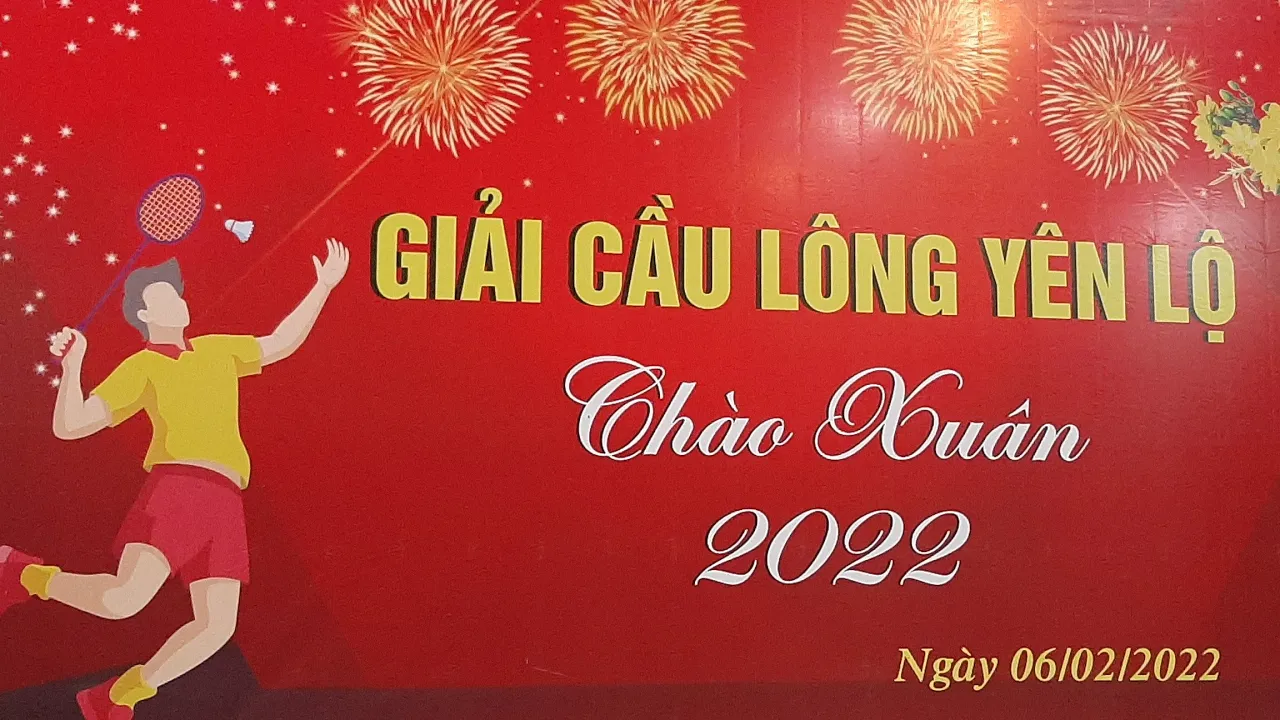 GIẢI CẦU LÔNG YÊN LỘ
Chào Xuân
2022
Ngày 06/02/2022